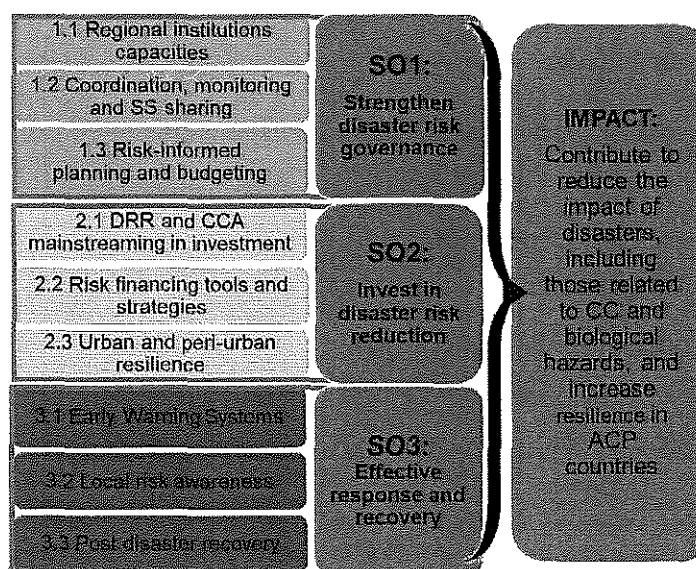 1.1 Regional institutions
capacities
1.2 Coordination, monitoring
and SS sharing
1.3 Risk-informed
planning and budgeting
SO1:
Strengthen
disaster risk
governance
2.1 DRR and CCA
mainstreaming in investment
2.2 Risk financing tools and
strategies
2.3 Urban and peri-urban
resilience
SO2:
Invest in
disaster risk
reduction
3.1 Early Warning Systems
3.2 Local risk awareness
3.3 Post disaster recovery
SO3:
Effective
response and
recovery
IMPACT:
Contribute to
reduce the
impact of
disasters,
including
those related
to CC and
biological
hazards, and
increase
resilience in
ACP
countries